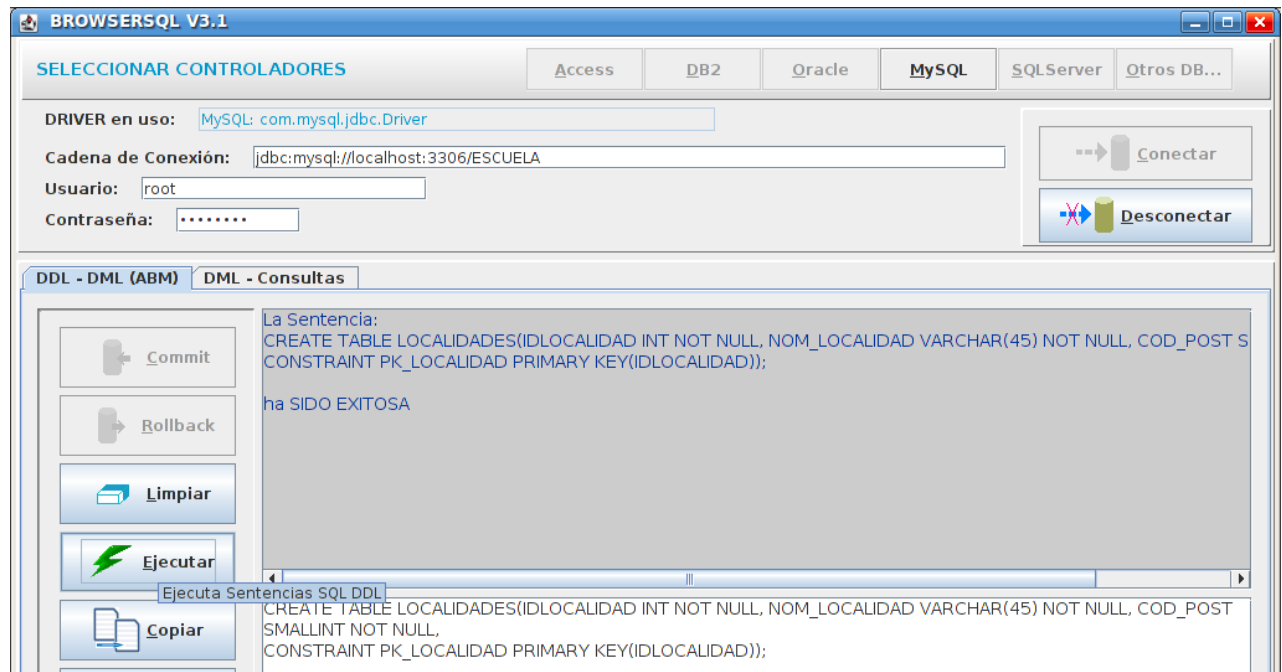 BROWSERSQL V3.1
SELECCIONAR CONTROLADORES Access DB2 Oracle MySQL SQLServer Otros DB...
DRIVER en uso: MySQL: com.mysql.jdbc.Driver
Cadena de Conexión: jdbc:mysql://localhost:3306/ESCUELA
Conectar
Usuario: root
Contraseña: ••••••••
Desconectar
DDL - DML (ABM) DML - Consultas
La Sentencia:
CREATE TABLE LOCALIDADES(IDLOCALIDAD INT NOT NULL, NOM_LOCALIDAD VARCHAR(45) NOT NULL, COD_POST S
CONSTRAINT PK_LOCALIDAD PRIMARY KEY(IDLOCALIDAD));
ha SIDO EXITOSA
Commit
Rollback
Limpiar
Ejecutar
Ejecuta Sentencias SQL DDL
Copiar
CREATE TABLE LOCALIDADES(IDLOCALIDAD INT NOT NULL, NOM_LOCALIDAD VARCHAR(45) NOT NULL, COD_POST
SMALLINT NOT NULL,
CONSTRAINT PK_LOCALIDAD PRIMARY KEY(IDLOCALIDAD));